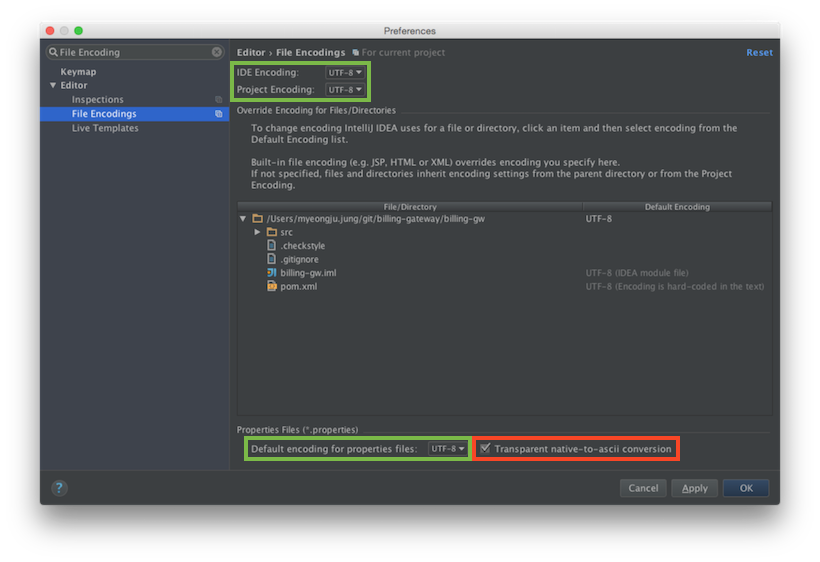 Preferences
File Encoding
Editor › File Encodings For current project
Reset
Keymap
Editor
Inspections
File Encodings
Live Templates
IDE Encoding: UTF-8
Project Encoding: UTF-8
Override Encoding for Files/Directories
To change encoding IntelliJ IDEA uses for a file or directory, click an item and then select encoding from the
Default Encoding list.
Built-in file encoding (e.g. JSP, HTML or XML) overrides encoding you specify here.
If not specified, files and directories inherit encoding settings from the parent directory or from the Project
Encoding.
File/Directory Default Encoding
/Users/myeongju.jung/git/billing-gateway/billing-gw UTF-8
src
.checkstyle
.gitignore
billing-gw.iml UTF-8 (IDEA module file)
pom.xml UTF-8 (Encoding is hard-coded in the text)
Properties Files (*.properties)
Default encoding for properties files: UTF-8 Transparent native-to-ascii conversion
? Cancel Apply OK